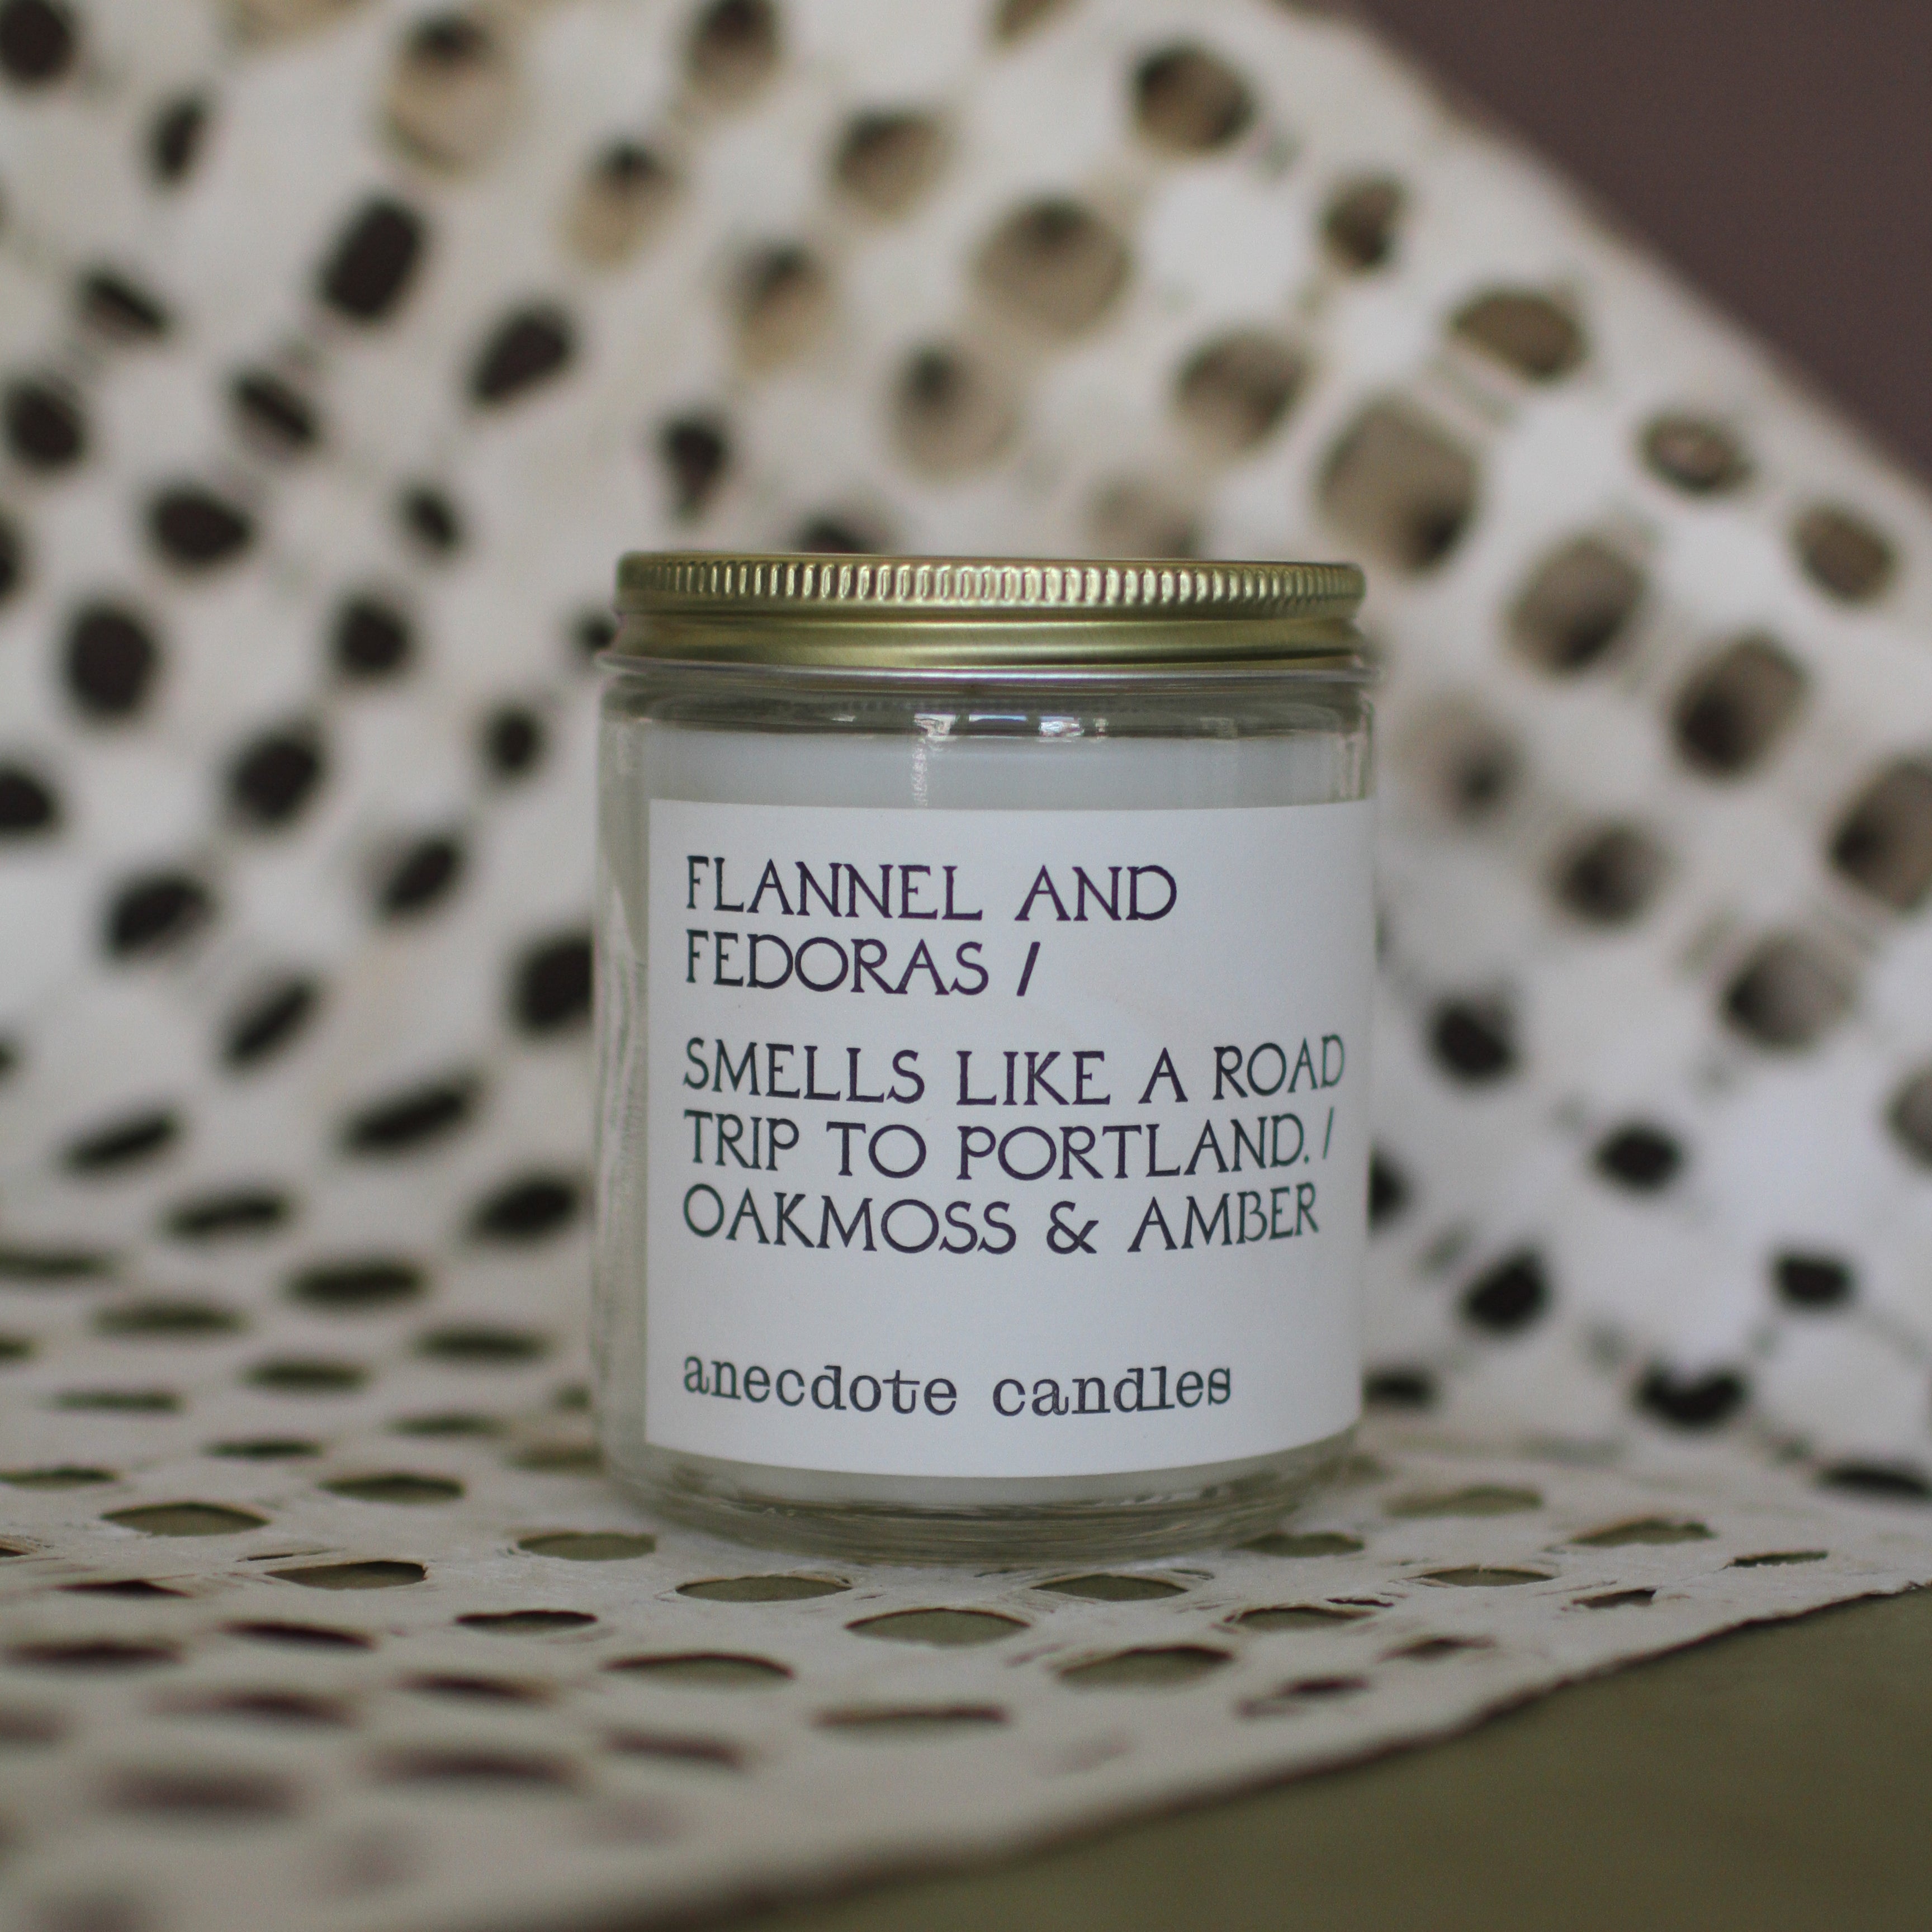 FLANNEL AND
FEDORAS /
SMELLS LIKE A ROAD
TRIP TO PORTLAND. /
OAKMOSS & AMBER
anecdote candles